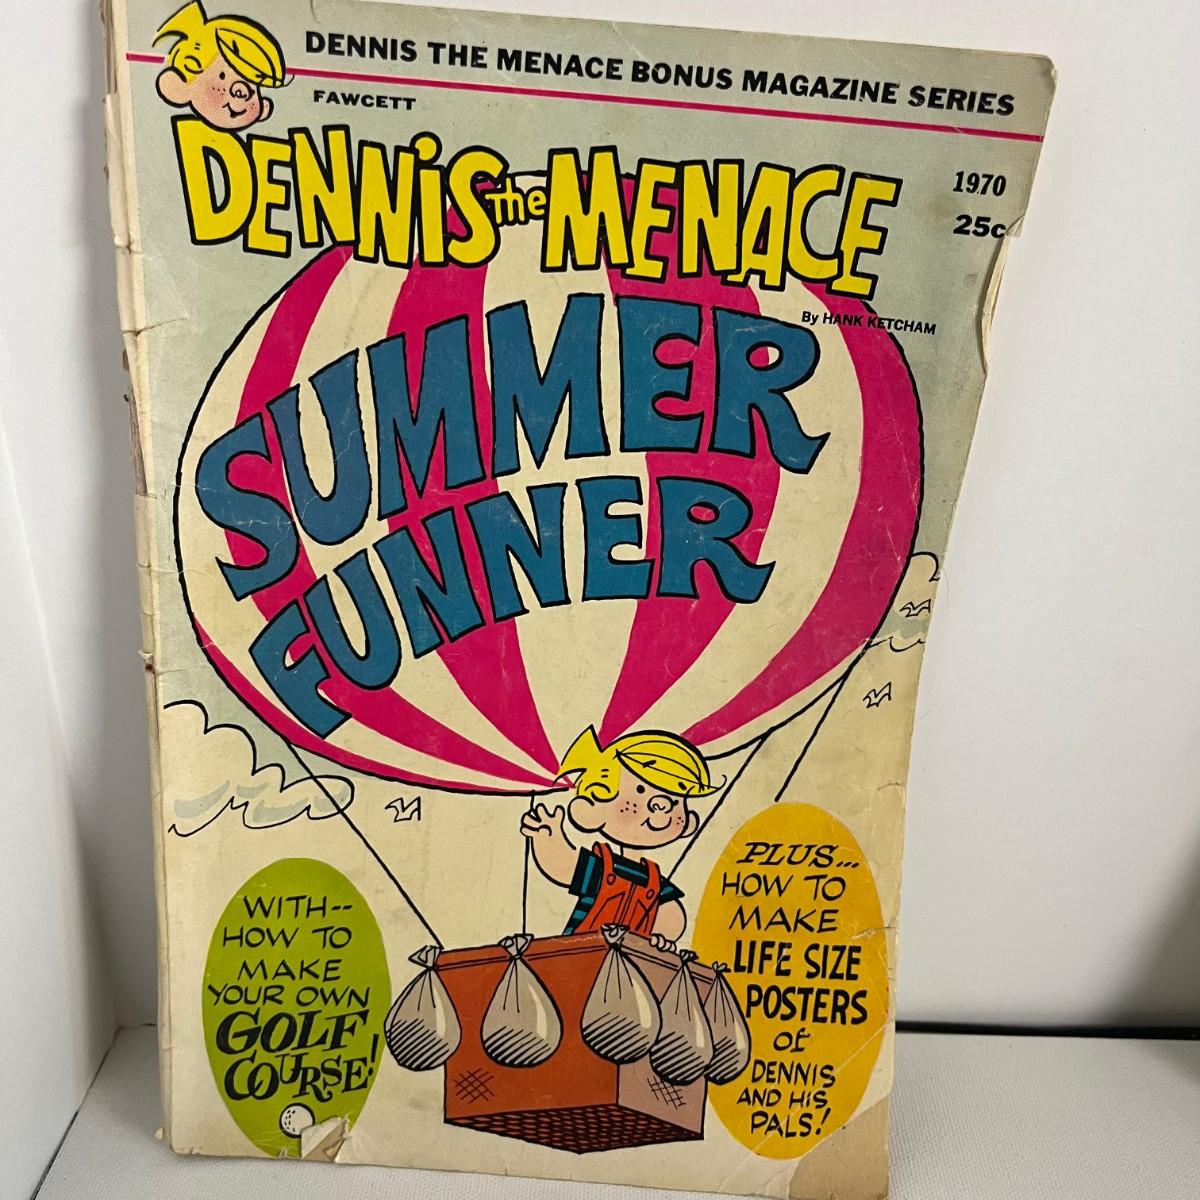 DENNIS THE MENACE BONUS MAGAZINE SERIES
FAWCETT
DENNIS the MENACE
1970
25c
By HANK KETCHAM
SUMMER
FUNNER
WITH--
HOW TO
MAKE
YOUR OWN
GOLF
COURSE!
PLUS...
HOW TO
MAKE
LIFE SIZE
POSTERS
OF
DENNIS
AND HIS
PALS!